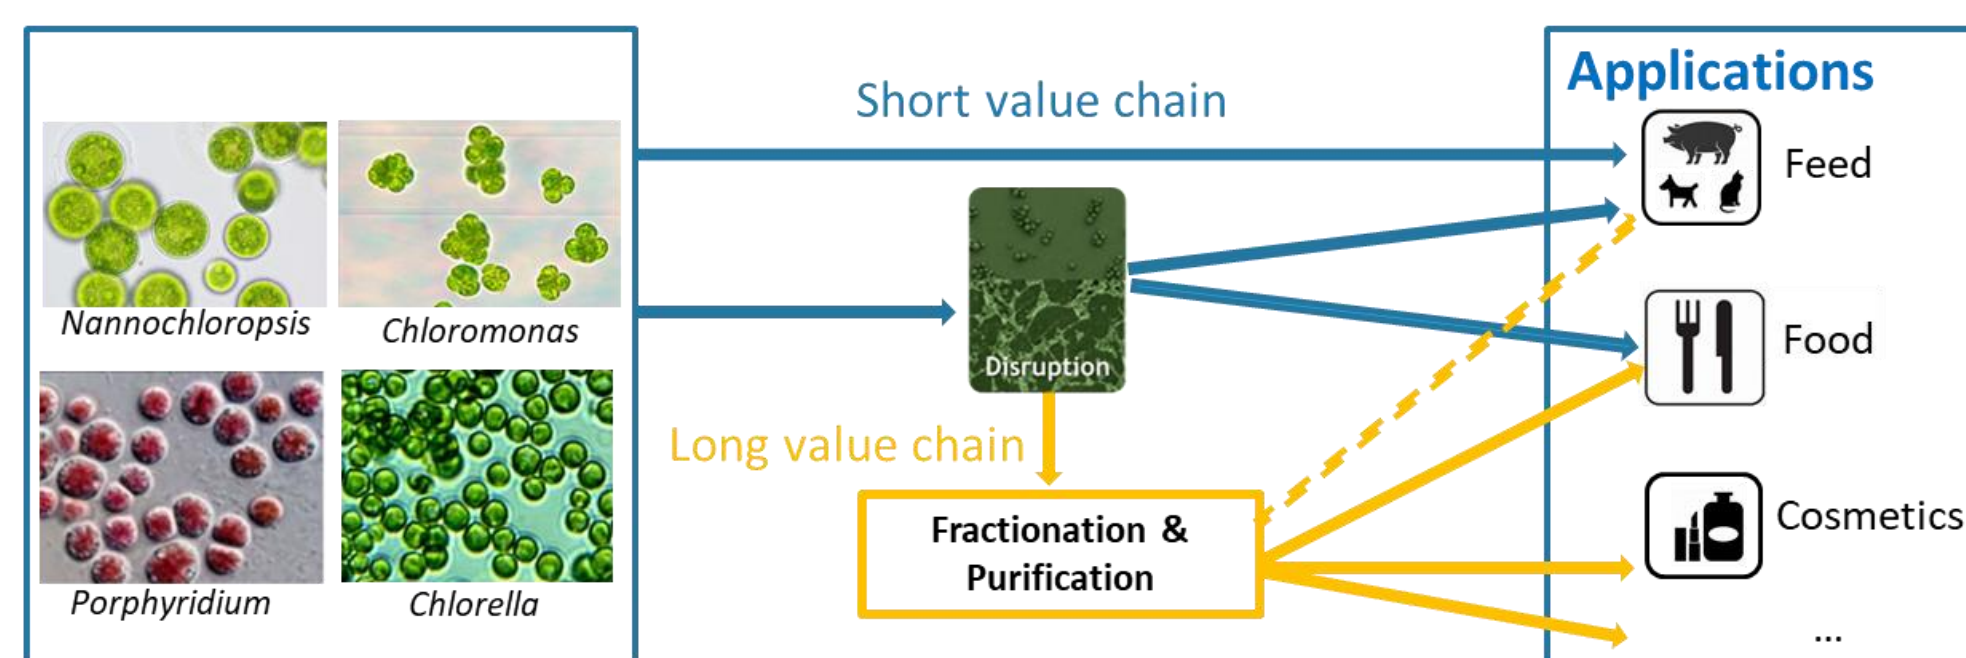 Applications
Short value chain
Feed
Nannochloropsis
Chloromonas
Disruption
Food
Long value chain
Fractionation &
Purification
Cosmetics
Porphyridium
Chlorella
...